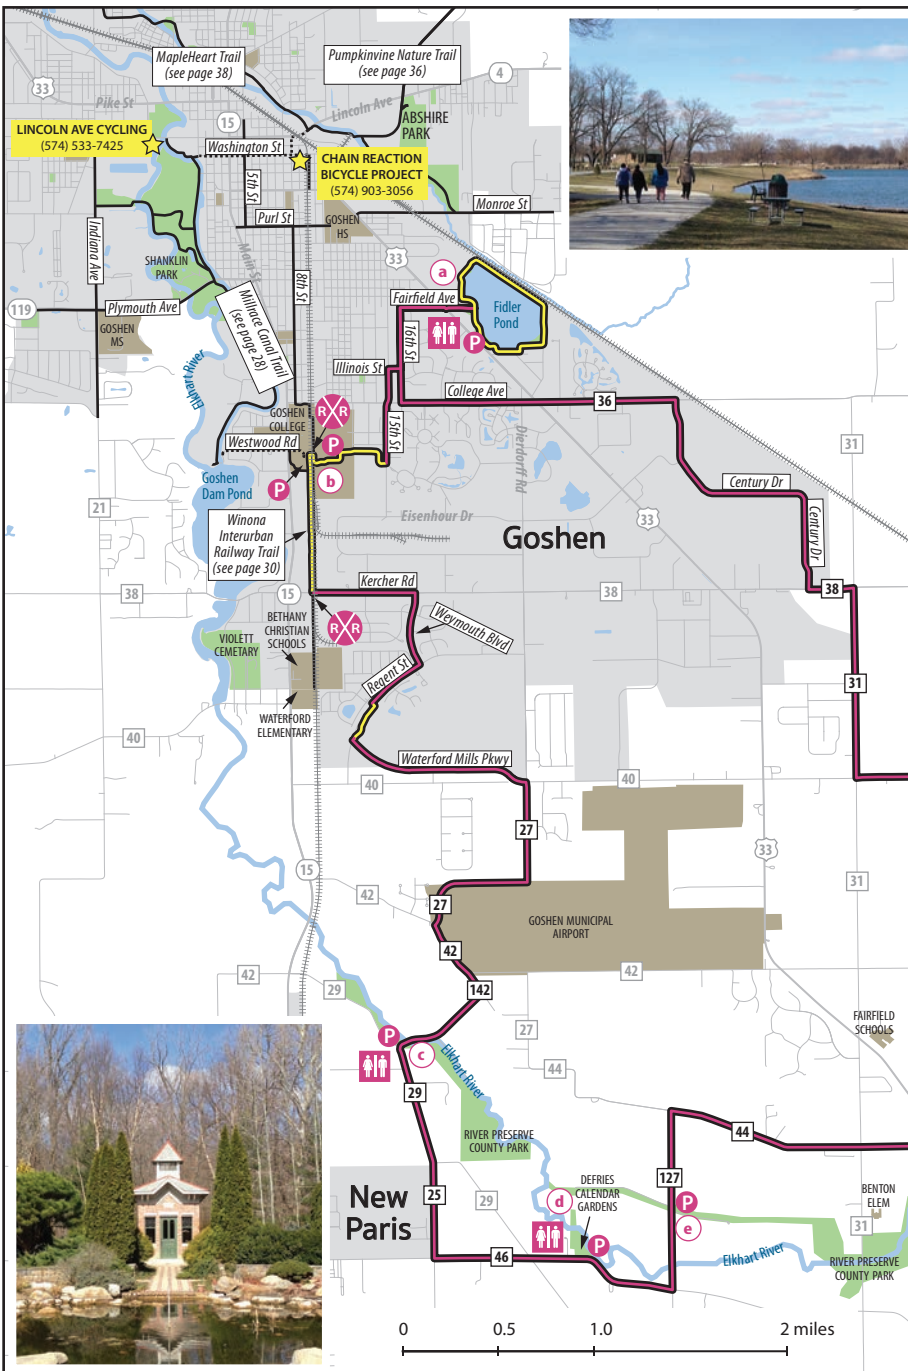 MapleHeart Trail
(see page 38)
Pumpkinvine Nature Trail
(see page 36)
33
4
Pike St
Lincoln Ave
15
ABSHIRE
PARK
LINCOLN AVE CYCLING
(574) 533-7425
Washington St
CHAIN REACTION
BICYCLE PROJECT
(574) 903-3056
5th St
Monroe St
Purl St
GOSHEN
HS
Indiana Ave
Main St
33
SHANKLIN
PARK
a
8th St
Fairfield Ave
Fidler
Pond
119
Plymouth Ave
Millrace Canal Trail
(see page 28)
GOSHEN
MS
16th St
P
Elkhart River
Illinois St
College Ave
36
GOSHEN
COLLEGE
R R
15th St
Dierdorff Rd
31
Westwood Rd
P
Goshen
Dam Pond
P
b
Century Dr
21
Eisenhour Dr
33
Century Dr
Winona
Interurban
Railway Trail
(see page 30)
Goshen
38
15
Kercher Rd
38
38
BETHANY
CHRISTIAN
SCHOOLS
R R
Weymouth Blvd
VIOLETT
CEMETARY
Regent St
31
WATERFORD
ELEMENTARY
40
Waterford Mills Pkwy
40
40
27
33
15
31
42
27
GOSHEN MUNICIPAL
AIRPORT
42
42
42
29
142
FAIRFIELD
SCHOOLS
27
P
c
Elkhart River
44
29
RIVER PRESERVE
COUNTY PARK
44
127
New
Paris
25
29
d
DEFRIES
CALENDAR
GARDENS
P
e
BENTON
ELEM
31
P
46
Elkhart River
RIVER PRESERVE
COUNTY PARK
0 0.5 1.0 2 miles